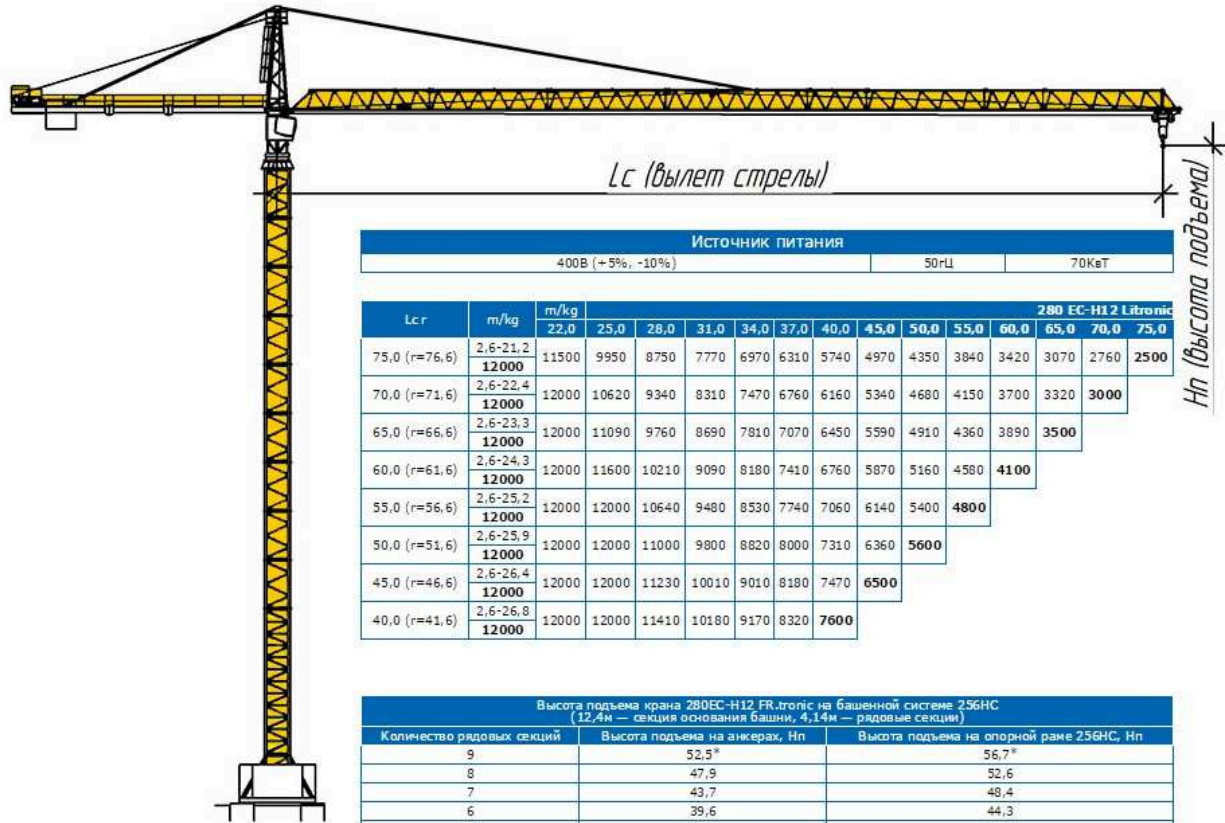 Lс (вылет стрелы)
Нп (высота подъема)
Источник питания
400В (+5%, -10%) 50гЦ 70КвТ
Lс r m/kg m/kg 280 EC-H12 Litronic
22,0 25,0 28,0 31,0 34,0 37,0 40,0 45,0 50,0 55,0 60,0 65,0 70,0 75,0
75,0 (r=76,6) 2,6-21,2 12000 11500 9950 8750 7770 6970 6310 5740 4970 4350 3840 3420 3070 2760 2500
70,0 (r=71,6) 2,6-22,4 12000 12000 10620 9340 8310 7470 6760 6160 5340 4680 4150 3700 3320 3000
65,0 (r=66,6) 2,6-23,3 12000 12000 11090 9760 8690 7810 7070 6450 5590 4910 4360 3890 3500
60,0 (r=61,6) 2,6-24,3 12000 12000 11600 10210 9090 8180 7410 6760 5870 5160 4580 4100
55,0 (r=56,6) 2,6-25,2 12000 12000 12000 10640 9480 8530 7740 7060 6140 5400 4800
50,0 (r=51,6) 2,6-25,9 12000 12000 12000 11000 9800 8820 8000 7310 6360 5600
45,0 (r=46,6) 2,6-26,4 12000 12000 12000 11230 10010 9010 8180 7470 6500
40,0 (r=41,6) 2,6-26,8 12000 12000 12000 11410 10180 9170 8320 7600
Высота подъема крана 280EC-H12 FR.tronic на башенной системе 256НС
(12,4м — секция основания башни, 4,14м — рядовые секции)
Количество рядовых секций Высота подъема на анкерах, Нп Высота подъема на опорной раме 256НС, Нп
9 52,5* 56,7*
8 47,9 52,6
7 43,7 48,4
6 39,6 44,3